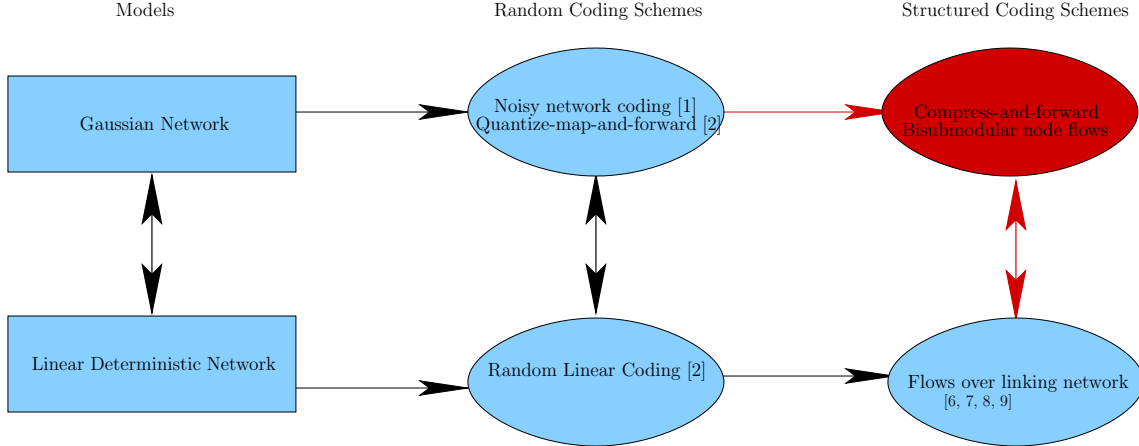 Models
Random Coding Schemes
Structured Coding Schemes
Gaussian Network
Noisy network coding [1]
Quantize-map-and-forward [2]
Compress-and-forward
Bisubmodular node flows
Linear Deterministic Network
Random Linear Coding [2]
Flows over linking network
[6, 7, 8, 9]